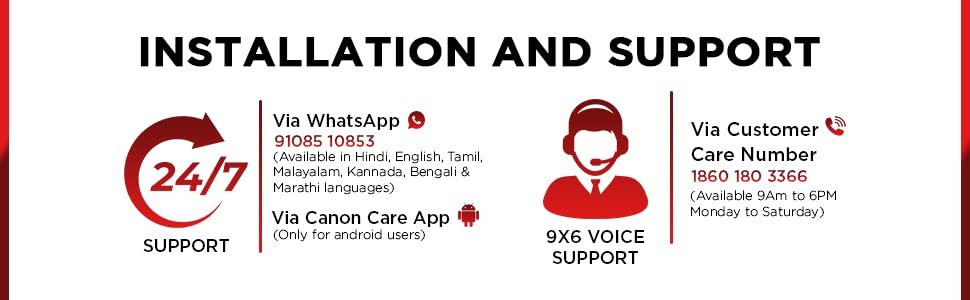 INSTALLATION AND SUPPORT
24/7
SUPPORT
Via WhatsApp
91085 10853
(Available in Hindi, English, Tamil,
Malayalam, Kannada, Bengali &
Marathi languages)
Via Canon Care App
(Only for android users)
9X6 VOICE
SUPPORT
Via Customer
Care Number
1860 180 3366
(Available 9Am to 6PM
Monday to Saturday)